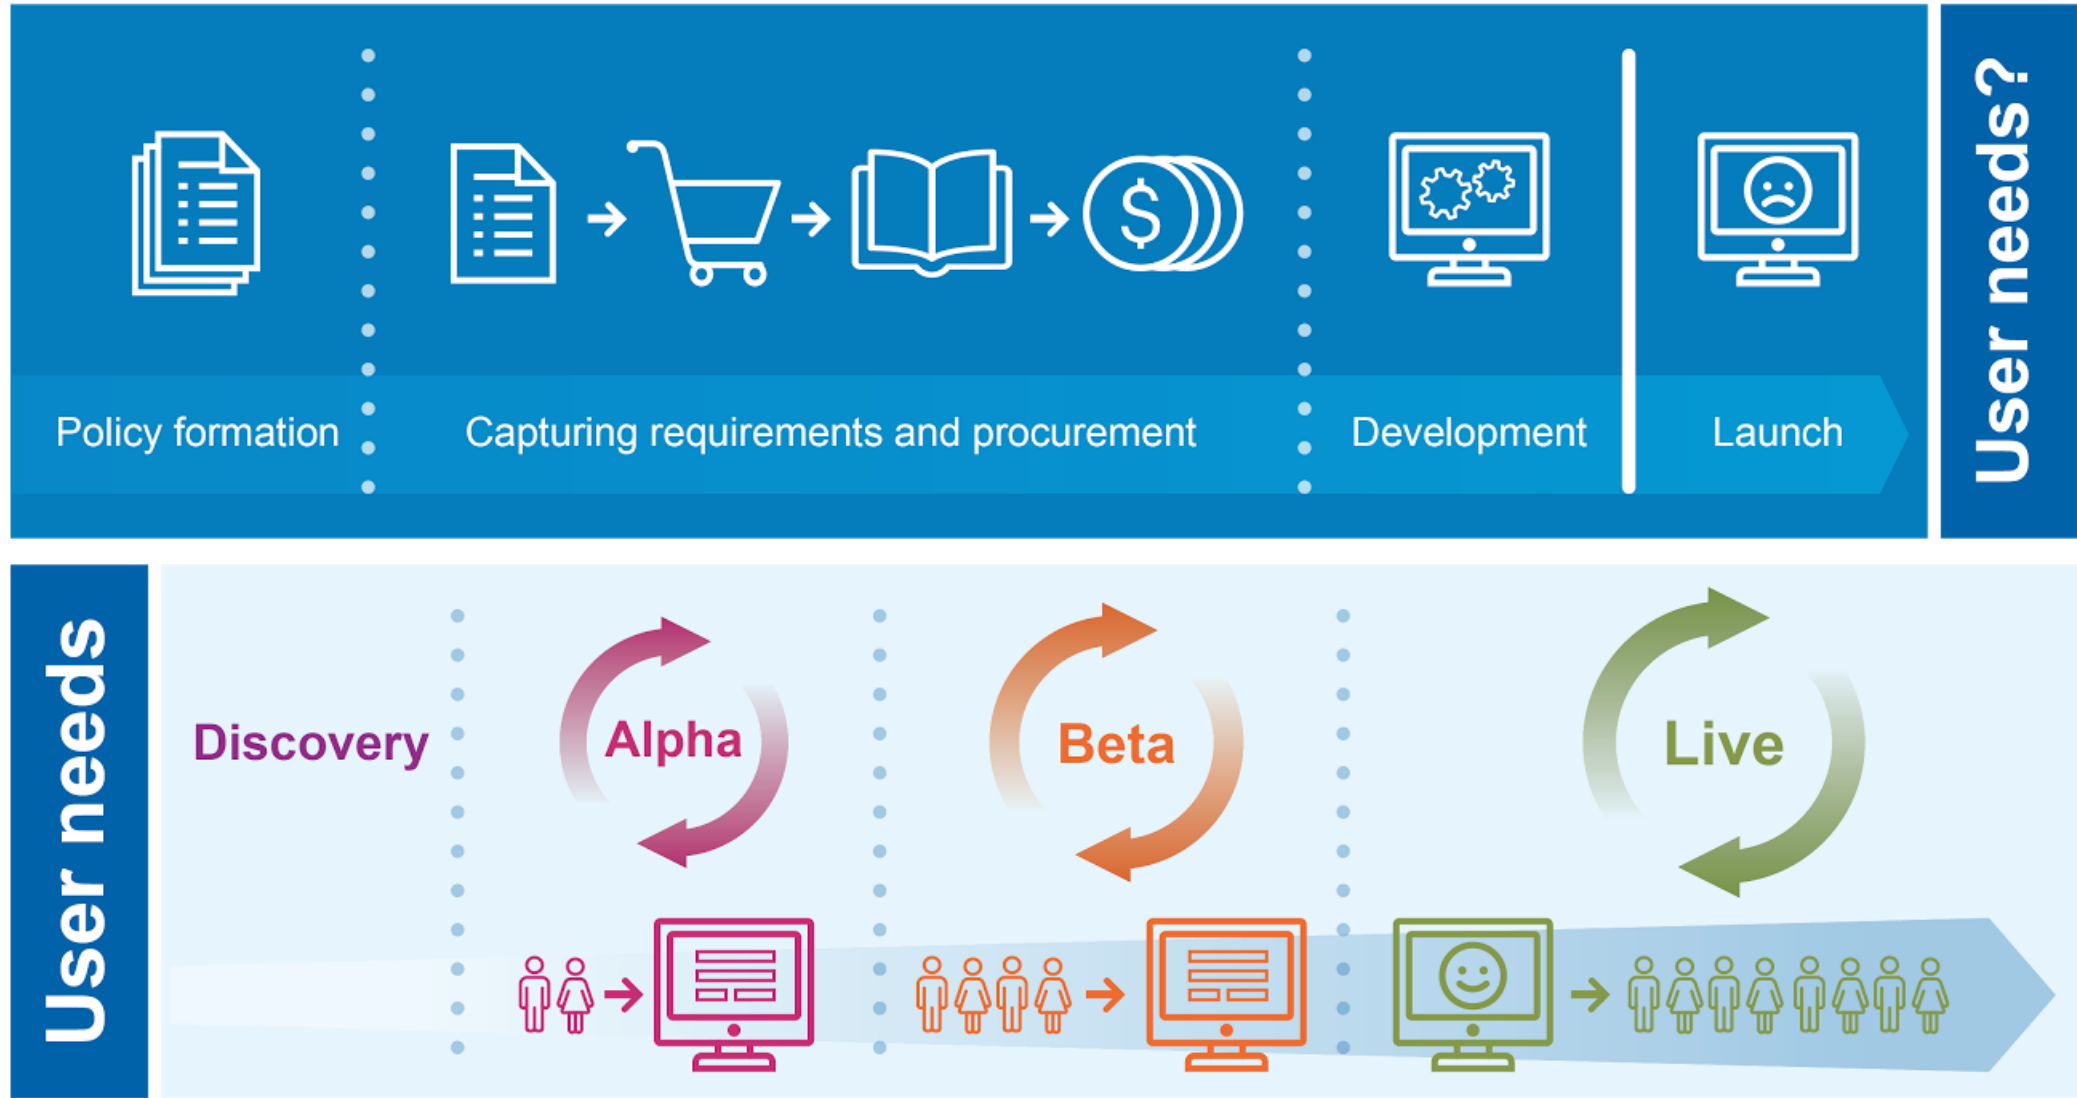 Policy formation
Capturing requirements and procurement
$
Development
Launch
User needs?
User needs
Discovery
Alpha
Beta
Live